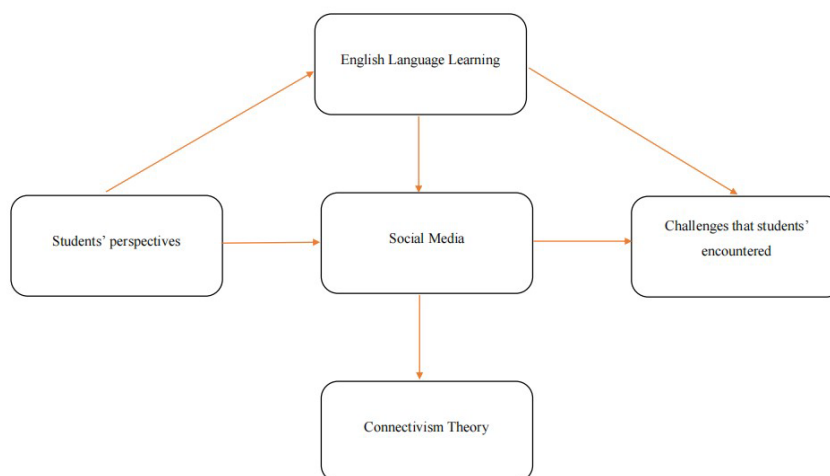 English Language Learning
Students’ perspectives
Social Media
Challenges that students’
encountered
Connectivism Theory